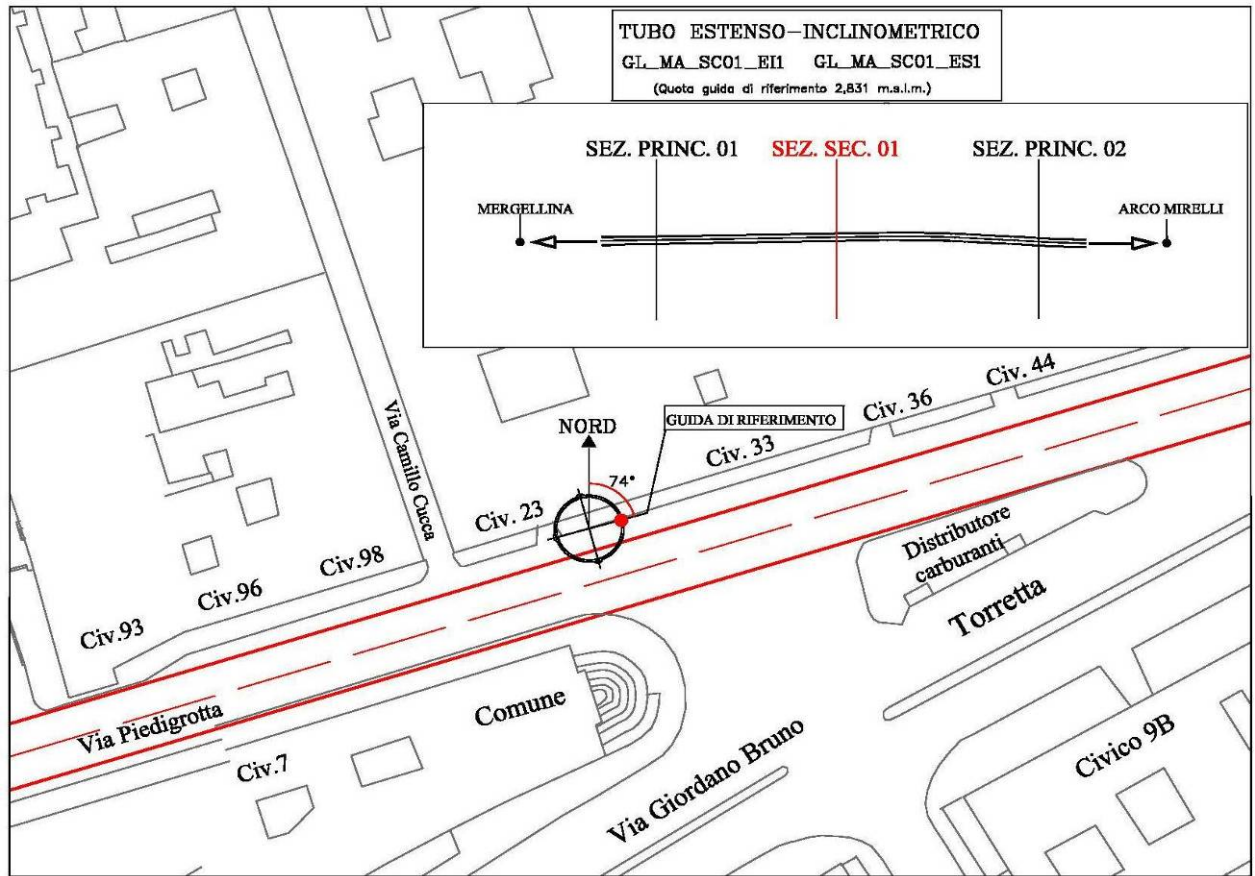 TUBO ESTENSO-INCLINOMETRICO
GL_MA_SC01_EI1 GL_MA_SC01_ES1
(Quota guida di riferimento 2,831 m.s.l.m.)
SEZ. PRINC. 01 SEZ. SEC. 01 SEZ. PRINC. 02
MERGELLINA ARCO MIRELLI
Civ. 44
Civ. 36
GUIDA DI RIFERIMENTO
NORD
Civ. 33
74°
Via Camillo Cucca
Civ. 23
Civ.98
Civ.96
Civ.93
Distributore
carburanti
Torretta
Comune
Via Piedigrotta
Civ.7
Via Giordano Bruno
Civico 9B